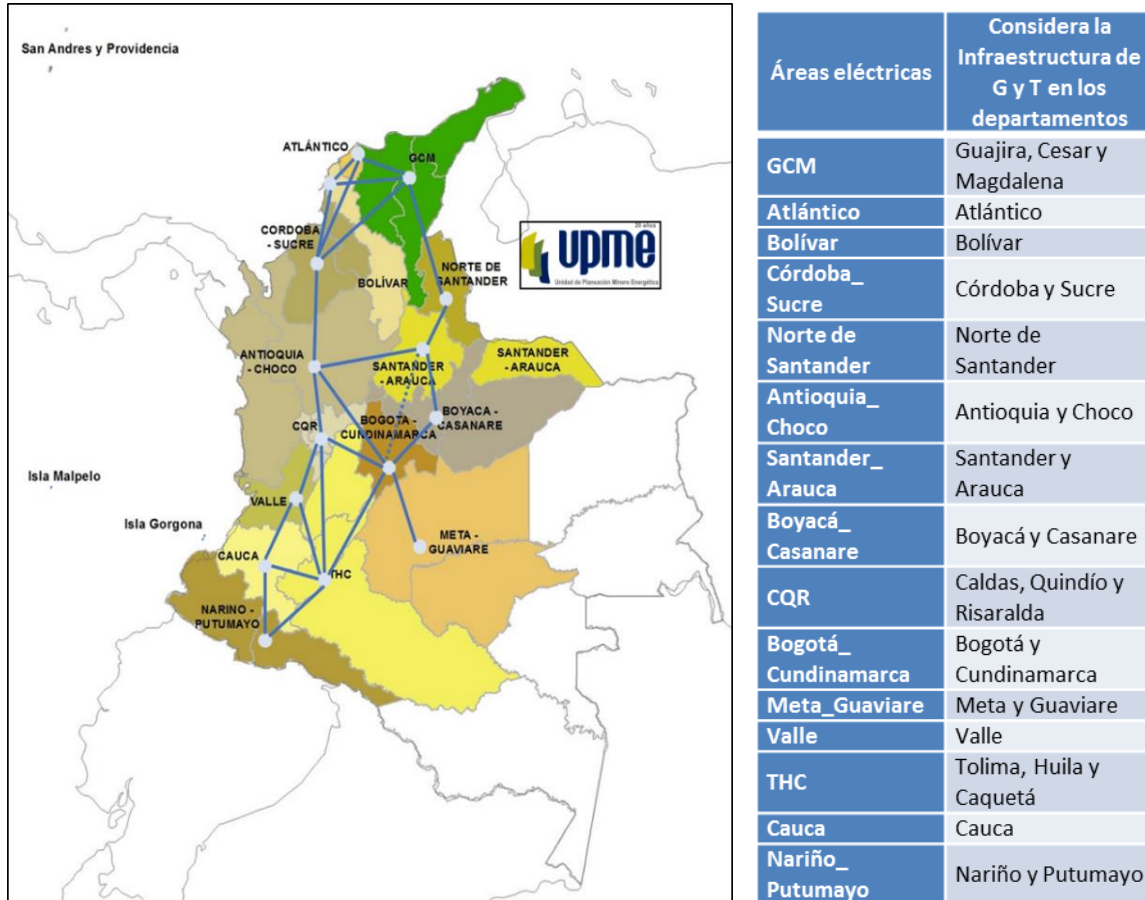 San Andres y Providencia
ATLÁNTICO
GCM
CORDOBA
- SUCRE
20 años
upme
Unidad de Planeación Minero Energética
BOLÍVAR
NORTE DE
SANTANDER
ANTIOQUIA
- CHOCO
SANTANDER
- ARAUCA
SANTANDER
- ARAUCA
CQR
BOGOTA -
CUNDINAMARCA
BOYACA -
CASANARE
Isla Malpelo
VALLE
Isla Gorgona
META -
GUAVIARE
CAUCA
THC
NARINO -
PUTUMAYO
Áreas eléctricas
Considera la
Infraestructura de
G y T en los
departamentos
GCM
Guajira, Cesar y
Magdalena
Atlántico
Atlántico
Bolívar
Bolívar
Córdoba_
Sucre
Córdoba y Sucre
Norte de
Santander
Norte de
Santander
Antioquia_
Choco
Antioquia y Choco
Santander_
Arauca
Santander y
Arauca
Boyacá_
Casanare
Boyacá y Casanare
CQR
Caldas, Quindío y
Risaralda
Bogotá_
Cundinamarca
Bogotá y
Cundinamarca
Meta_Guaviare
Meta y Guaviare
Valle
Valle
THC
Tolima, Huila y
Caquetá
Cauca
Cauca
Nariño_
Putumayo
Nariño y Putumayo